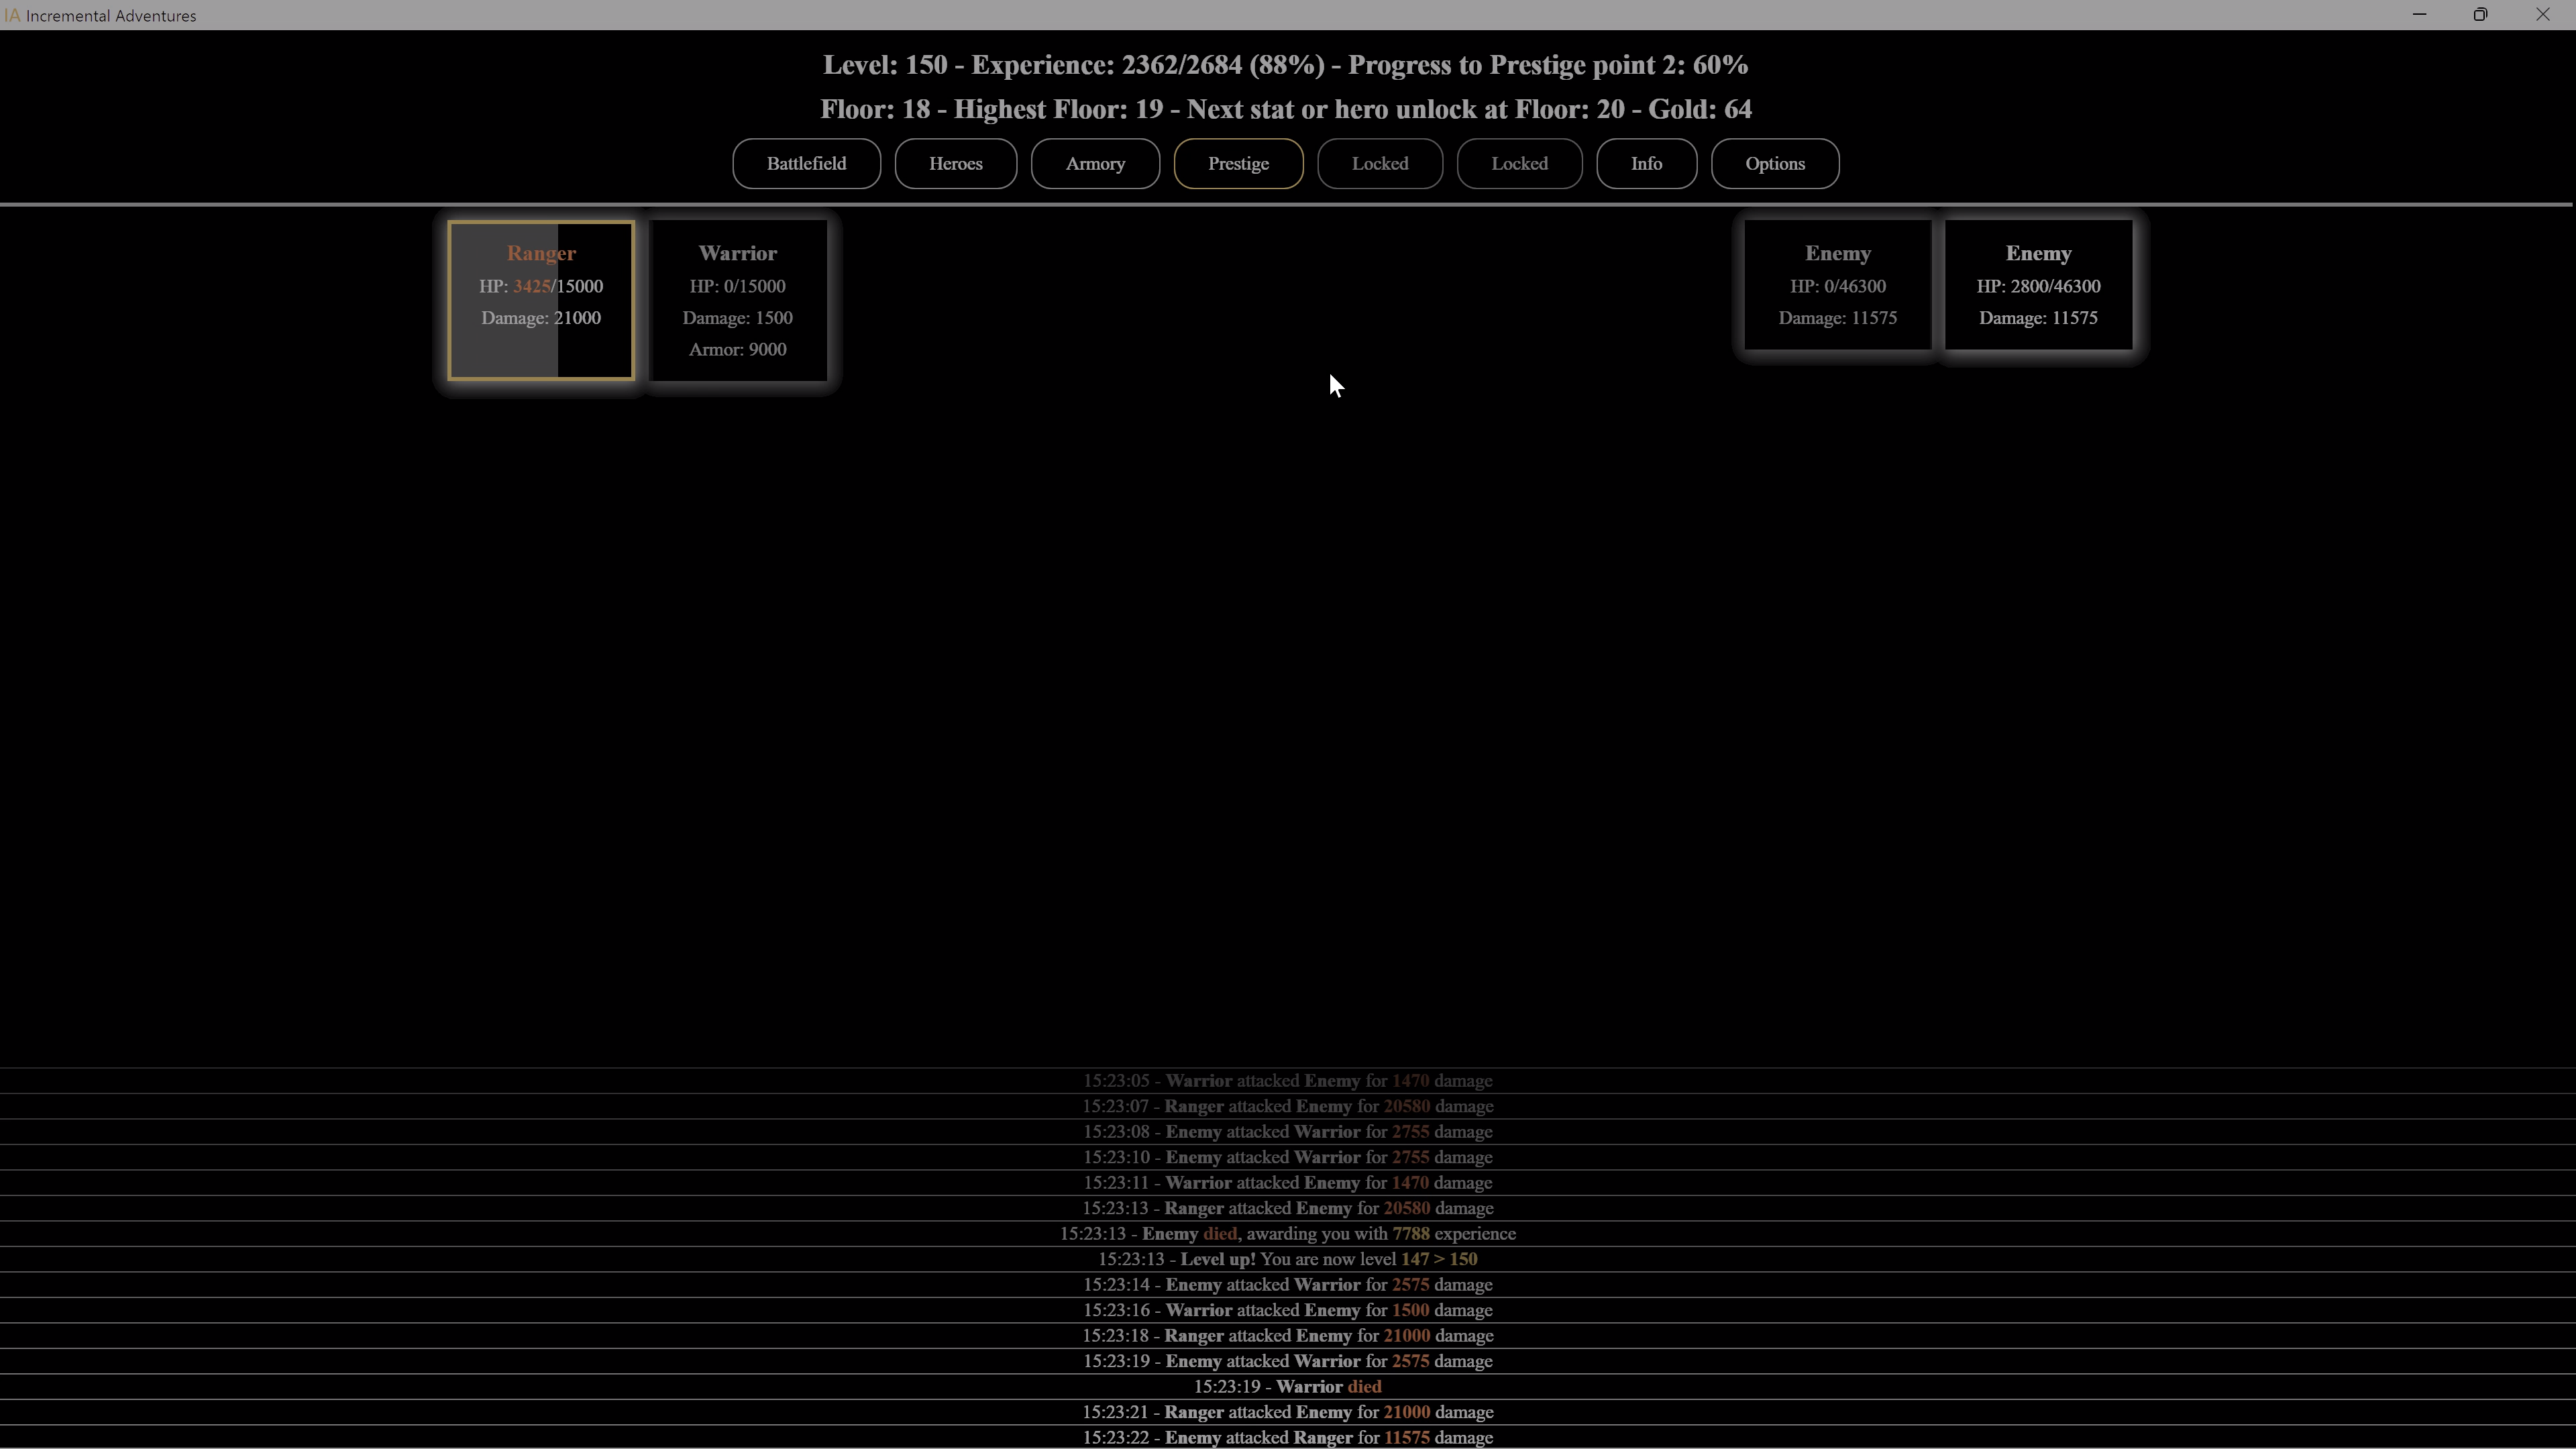 IA Incremental Adventures
Level: 150 - Experience: 2362/2684 (88%) - Progress to Prestige point 2: 60%
Floor: 18 - Highest Floor: 19 - Next stat or hero unlock at Floor: 20 - Gold: 64
Battlefield Heroes Armory Prestige Locked Locked Info Options
Ranger
HP: 3425/15000
Damage: 21000
Warrior
HP: 0/15000
Damage: 1500
Armor: 9000
Enemy
HP: 0/46300
Damage: 11575
Enemy
HP: 2800/46300
Damage: 11575
15:23:05 - Warrior attacked Enemy for 1470 damage
15:23:07 - Ranger attacked Enemy for 20580 damage
15:23:08 - Enemy attacked Warrior for 2755 damage
15:23:10 - Enemy attacked Warrior for 2755 damage
15:23:11 - Warrior attacked Enemy for 1470 damage
15:23:13 - Ranger attacked Enemy for 20580 damage
15:23:13 - Enemy died, awarding you with 7788 experience
15:23:13 - Level up! You are now level 147 > 150
15:23:14 - Enemy attacked Warrior for 2575 damage
15:23:16 - Warrior attacked Enemy for 1500 damage
15:23:18 - Ranger attacked Enemy for 21000 damage
15:23:19 - Enemy attacked Warrior for 2575 damage
15:23:19 - Warrior died
15:23:21 - Ranger attacked Enemy for 21000 damage
15:23:22 - Enemy attacked Ranger for 11575 damage